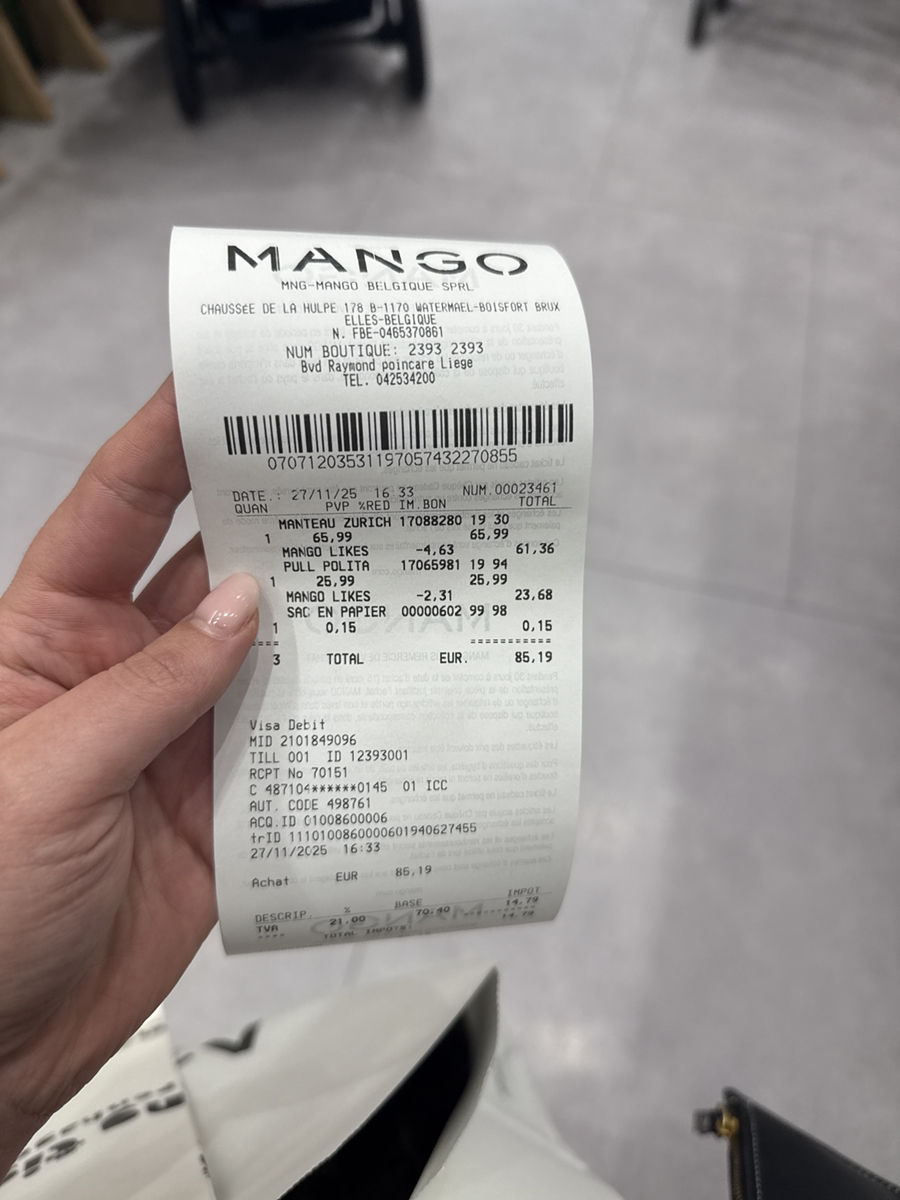 MANGO
MNG-MANGO BELGIQUE SPRL
CHAUSSéE DE LA HULPE 178 B-1170 WATERMAEL-BOISFORT BRUX
ELLES-BELGIQUE
N. FBE-0465370861
NUM BOUTIQUE: 2393 2393
Bvd Raymond poincare Liege
TEL. 042534200
07071203531197057432270855
DATE.: 27/11/25 16:33 NUM.00023461
QUAN PVP %RED IM.BON TOTAL
MANTEAU ZURICH 17088280 19 30
1 65,99 65,99
MANGO LIKES -4,63 61,36
PULL POLITA 17065981 19 94
1 25,99 25,99
MANGO LIKES -2,31 23,68
SAC EN PAPIER 00000602 99 98
1 0,15 0,15
==== ===========
3 TOTAL EUR. 85,19
Visa Debit
MID 2101849096
TILL 001 ID 12393001
RCPT No 70151
C 487104******0145 01 ICC
AUT. CODE 498761
ACQ.ID 01008600006
trID 1110100860000601940627455
27/11/2025 16:33
Achat EUR 85,19
DESCRIP. % BASE IMPOT
TVA 21.00 70.40 14.79
**** TOTAL IMPOTS: 14.79